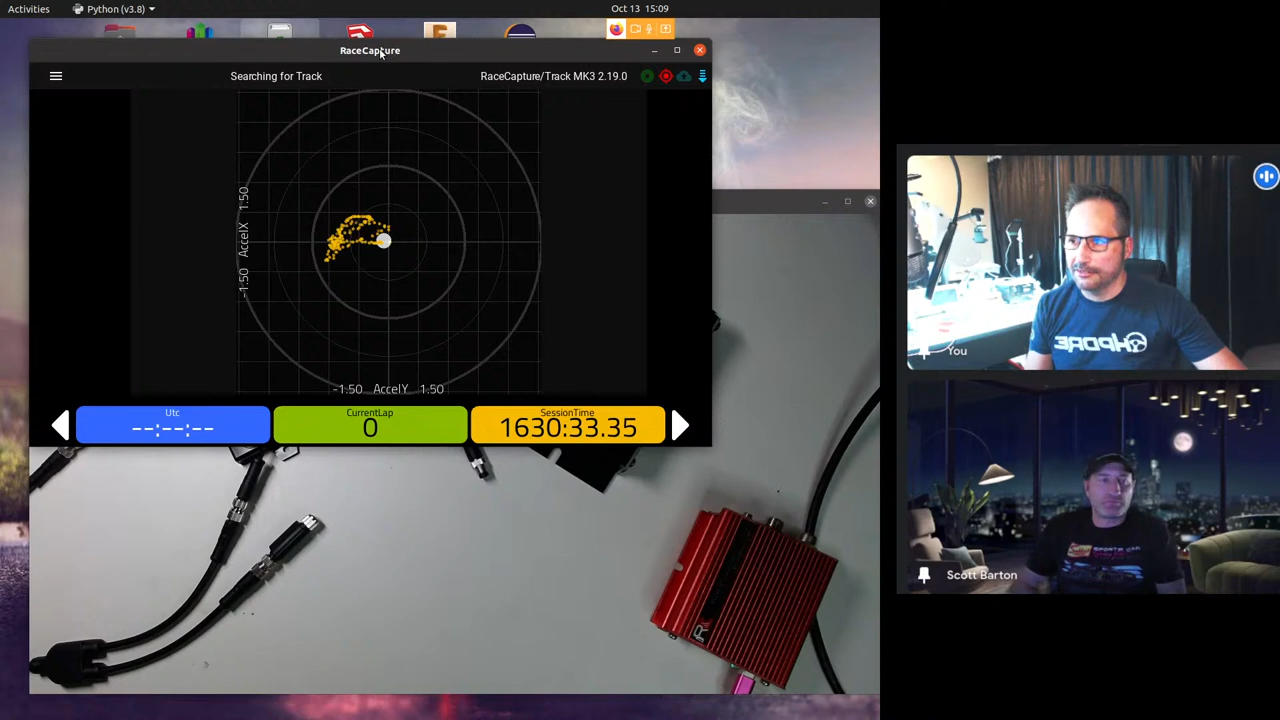 Activities
Python (v3.8)
Oct 13 15:09
RaceCapture
Searching for Track
RaceCapture/Track MK3 2.19.0
-1.50 AccelX 1.50
-1.50 AccelY 1.50
Utc
--:--:--
CurrentLap
0
SessionTime
1630:33.35
You
Scott Barton